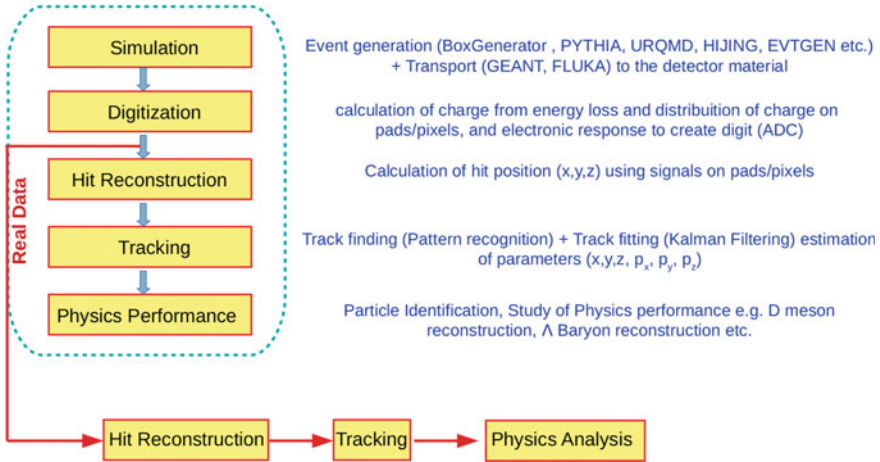 Simulation
Event generation (BoxGenerator , PYTHIA, URQMD, HIJING, EVTGEN etc.)
+ Transport (GEANT, FLUKA) to the detector material
Digitization
calculation of charge from energy loss and distribuition of charge on
pads/pixels, and electronic response to create digit (ADC)
Real Data
Hit Reconstruction
Calculation of hit position (x,y,z) using signals on pads/pixels
Tracking
Track finding (Pattern recognition) + Track fitting (Kalman Filtering) estimation
of parameters (x,y,z, pₓ, pᵧ, p_z)
Physics Performance
Particle Identification, Study of Physics performance e.g. D meson
reconstruction, Λ Baryon reconstruction etc.
Hit Reconstruction
Tracking
Physics Analysis